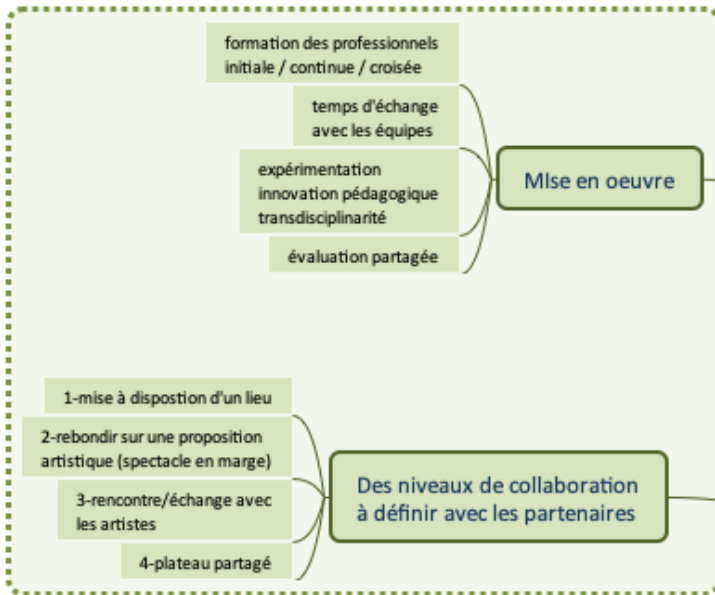 formation des professionnels
initiale / continue / croisée
temps d'échange
avec les équipes
expérimentation
innovation pédagogique
transdisciplinarité
évaluation partagée
MIse en oeuvre
1-mise à dispostion d'un lieu
2-rebondir sur une proposition
artistique (spectacle en marge)
3-rencontre/échange avec
les artistes
4-plateau partagé
Des niveaux de collaboration
à définir avec les partenaires